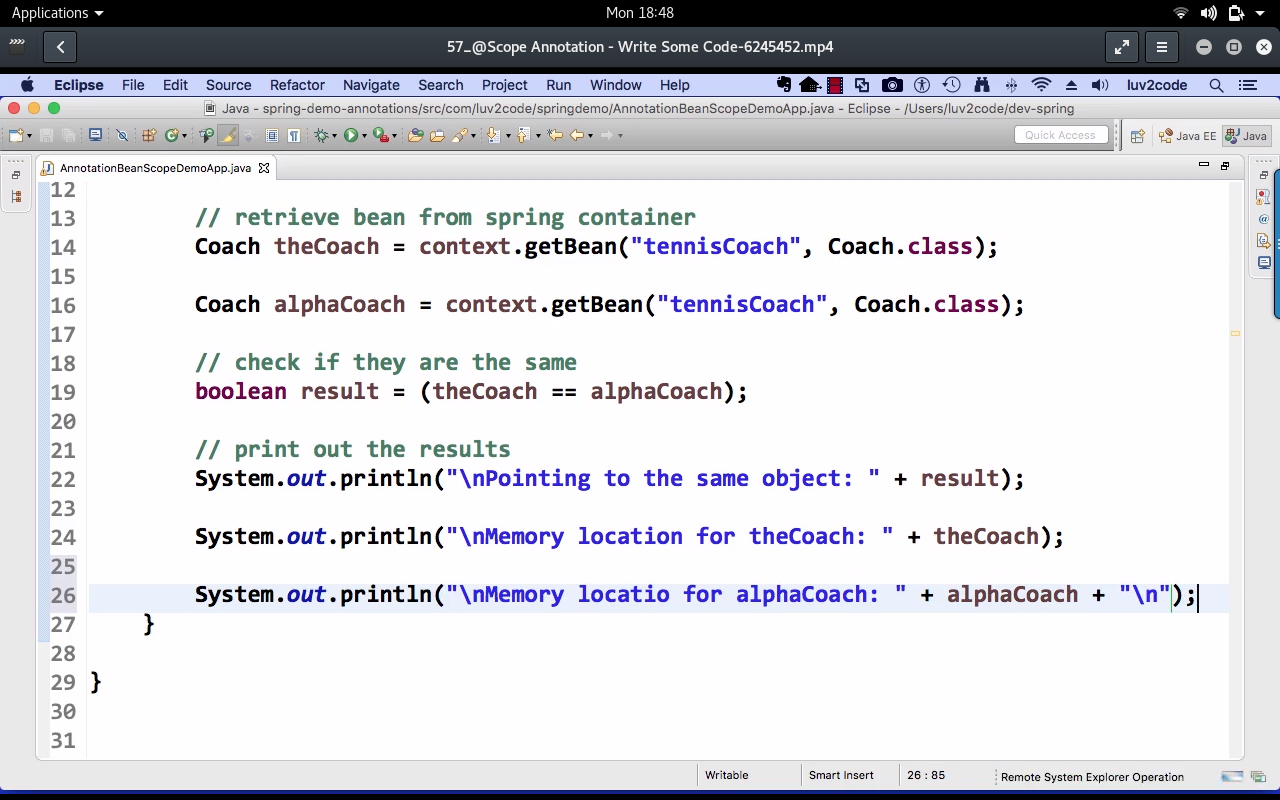 Applications Mon 18:48
57_@Scope Annotation - Write Some Code-6245452.mp4
Eclipse File Edit Source Refactor Navigate Search Project Run Window Help luv2code
Java - spring-demo-annotations/src/com/luv2code/springdemo/AnnotationBeanScopeDemoApp.java - Eclipse - /Users/luv2code/dev-spring
Quick Access Java EE Java
AnnotationBeanScopeDemoApp.java
12
13 // retrieve bean from spring container
14 Coach theCoach = context.getBean("tennisCoach", Coach.class);
15
16 Coach alphaCoach = context.getBean("tennisCoach", Coach.class);
17
18 // check if they are the same
19 boolean result = (theCoach == alphaCoach);
20
21 // print out the results
22 System.out.println("\nPointing to the same object: " + result);
23
24 System.out.println("\nMemory location for theCoach: " + theCoach);
25
26 System.out.println("\nMemory locatio for alphaCoach: " + alphaCoach + "\n");
27 }
28
29 }
30
31
Writable Smart Insert 26 : 85 Remote System Explorer Operation